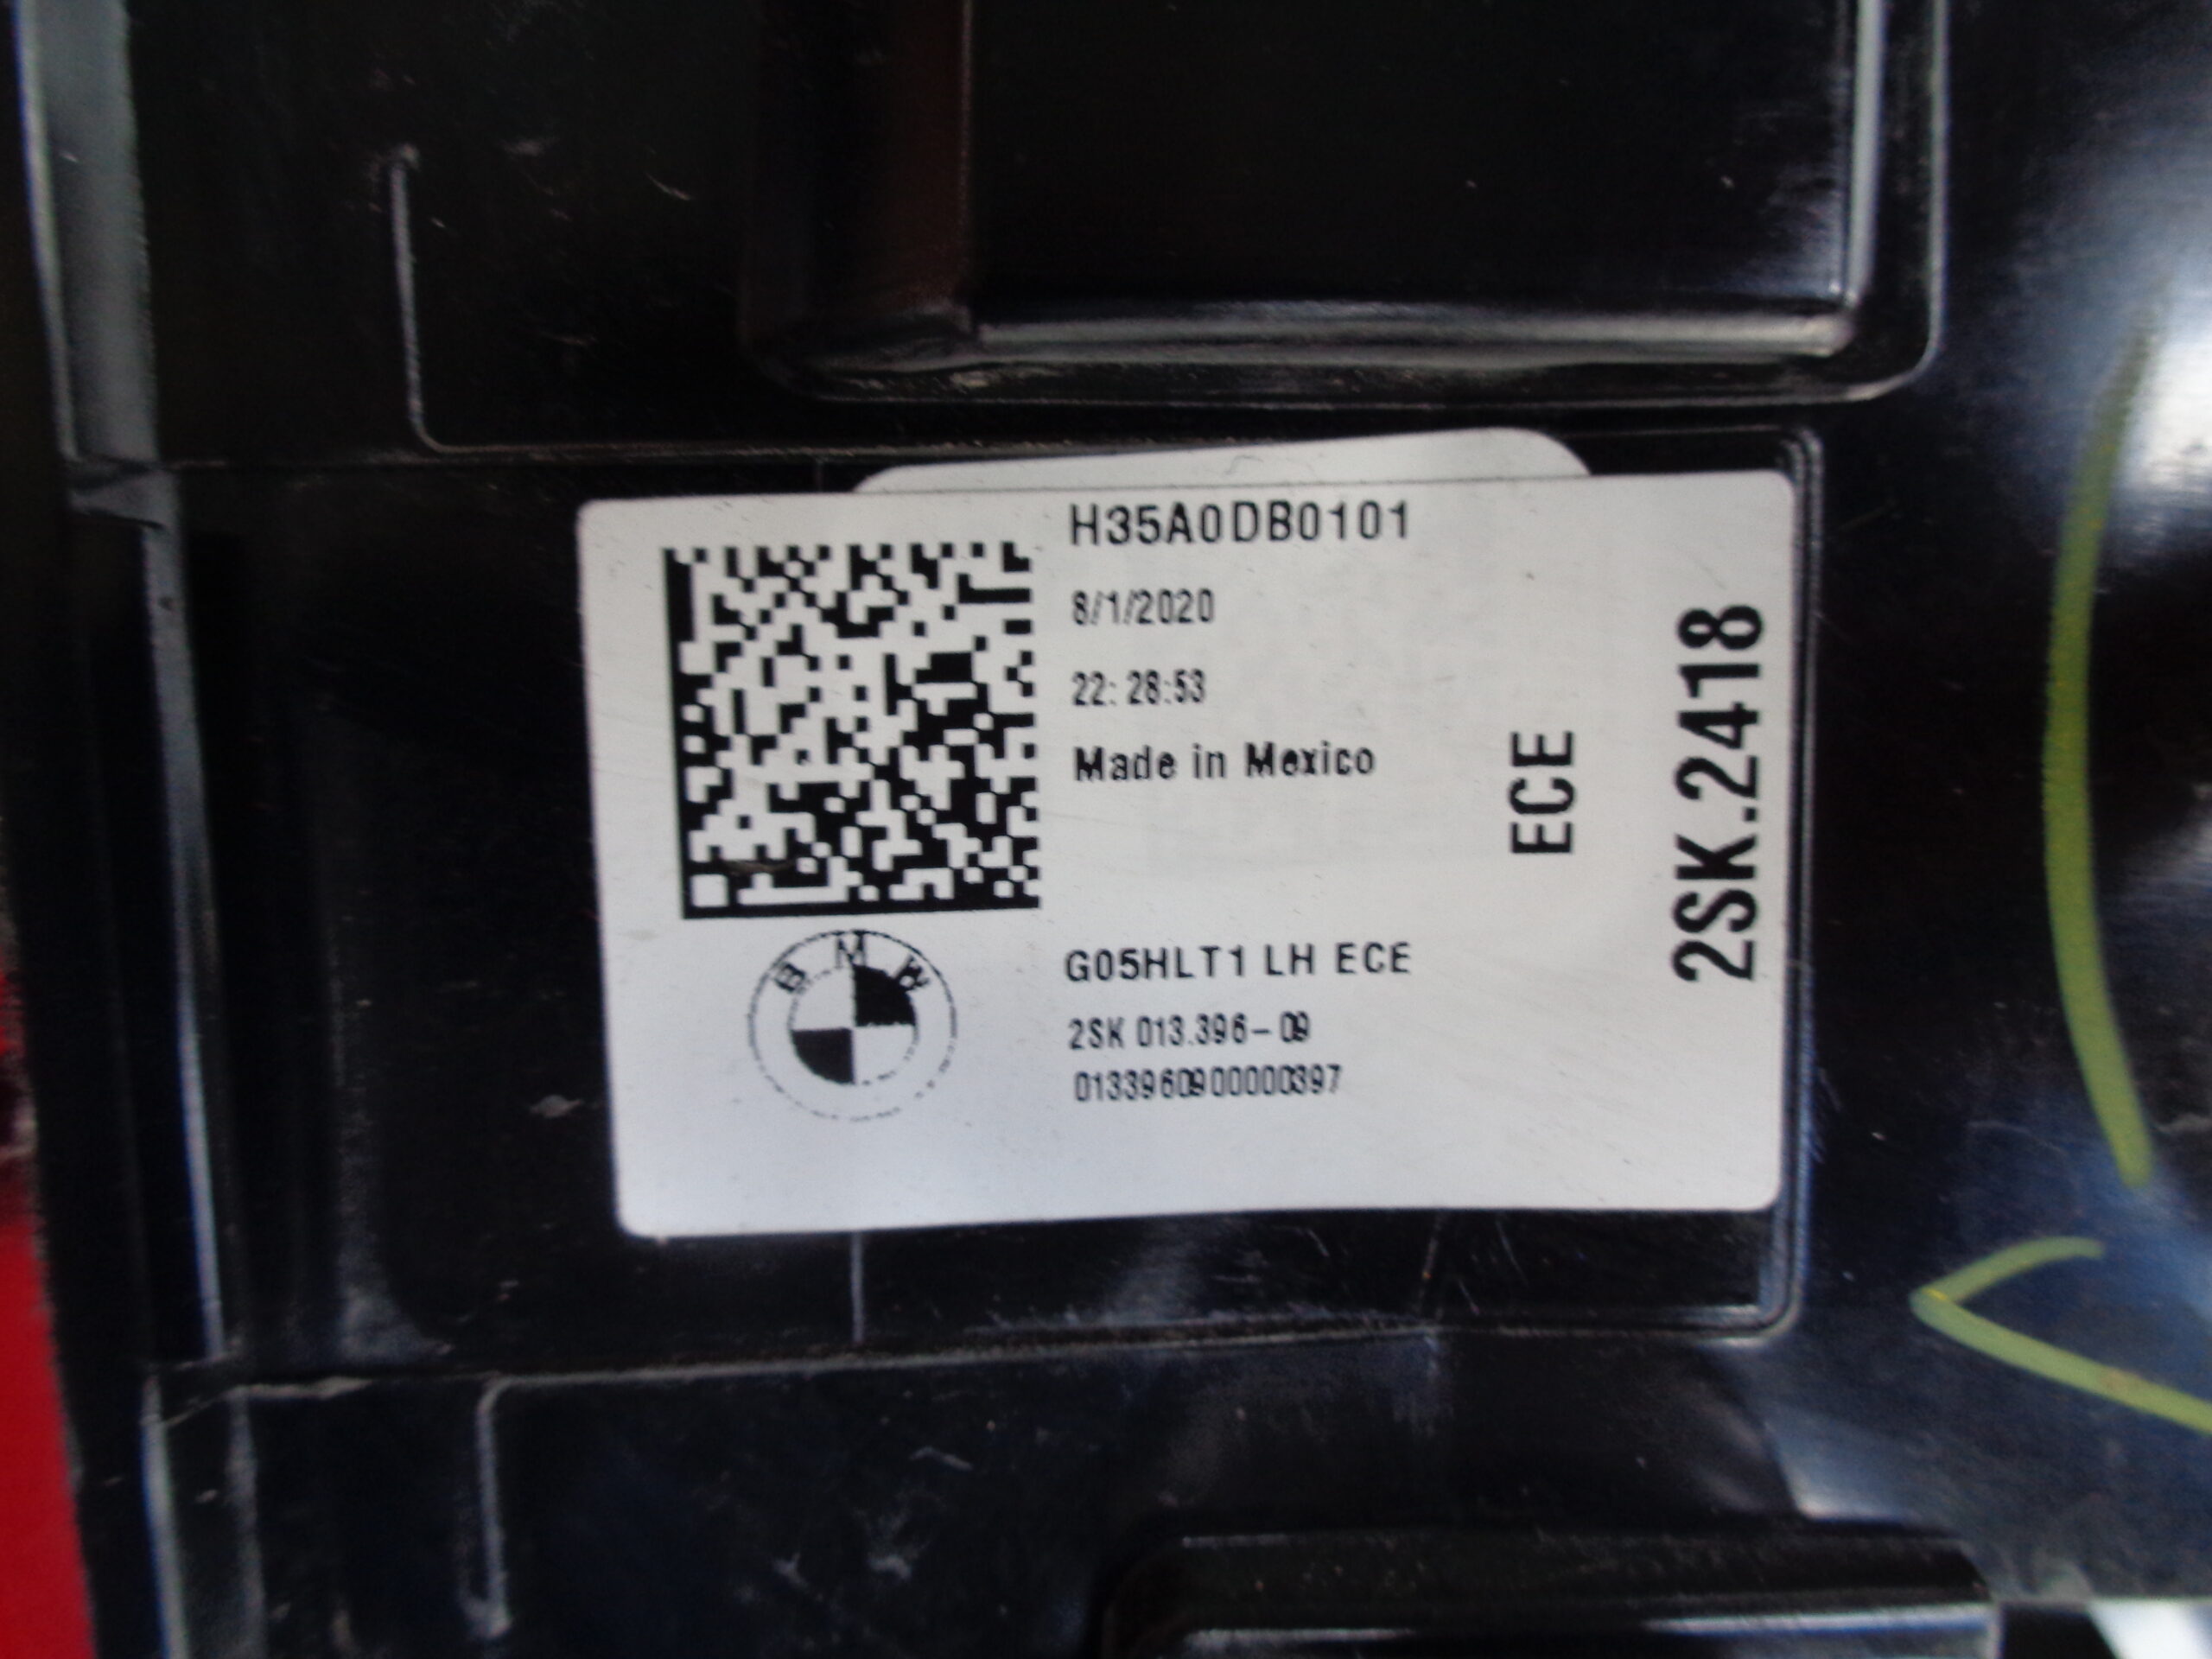 H35A0DB0101
8/1/2020
22: 28:53
Made in Mexico
ECE
2SK.2418
BMW
G05HLT1 LH ECE
2SK 013.396-09
0133960900000397